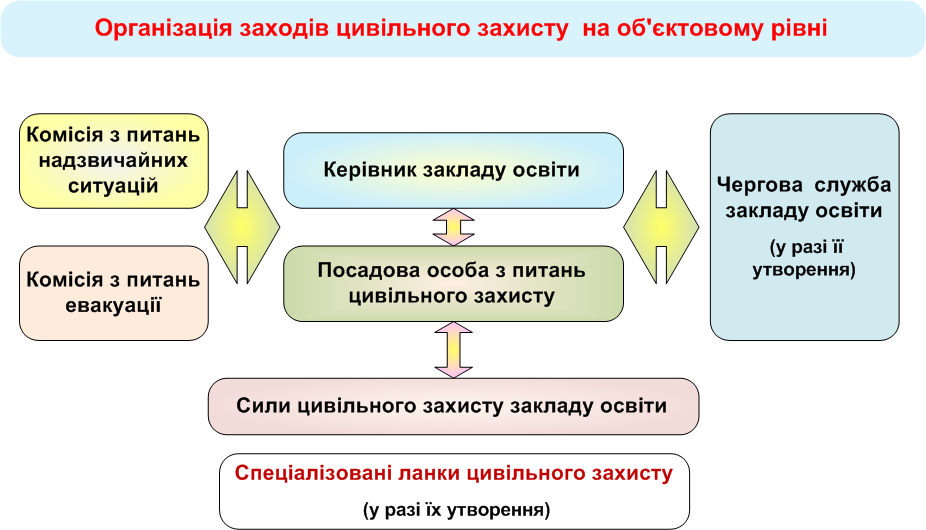 Організація заходів цивільного захисту на об'єктовому рівні
Комісія з питань
надзвичайних
ситуацій
Керівник закладу освіти
Чергова служба
закладу освіти
(у разі її
утворення)
Комісія з питань
евакуації
Посадова особа з питань
цивільного захисту
Сили цивільного захисту закладу освіти
Спеціалізовані ланки цивільного захисту
(у разі їх утворення)